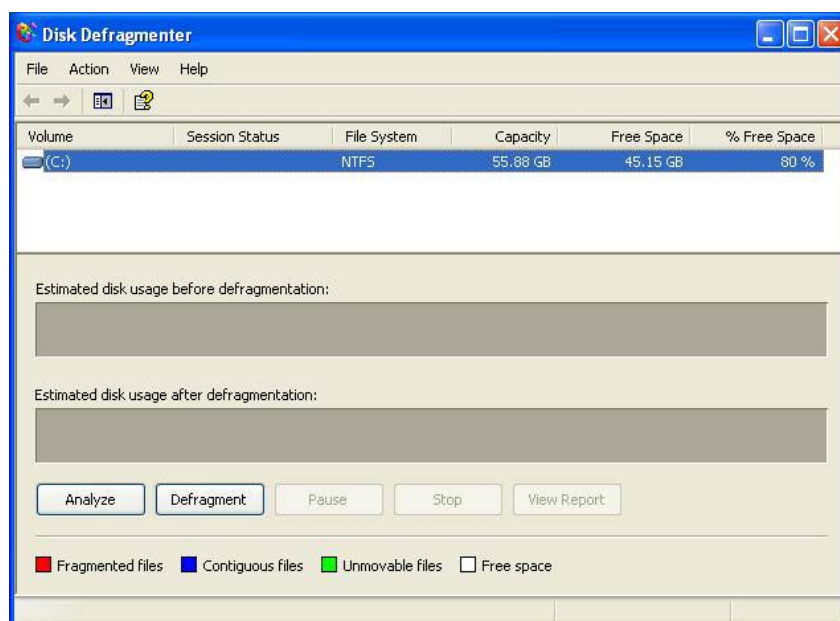 Disk Defragmenter
File Action View Help
Volume Session Status File System Capacity Free Space % Free Space
(C:) NTFS 55.88 GB 45.15 GB 80 %
Estimated disk usage before defragmentation:
Estimated disk usage after defragmentation:
Analyze Defragment Pause Stop View Report
Fragmented files Contiguous files Unmovable files Free space